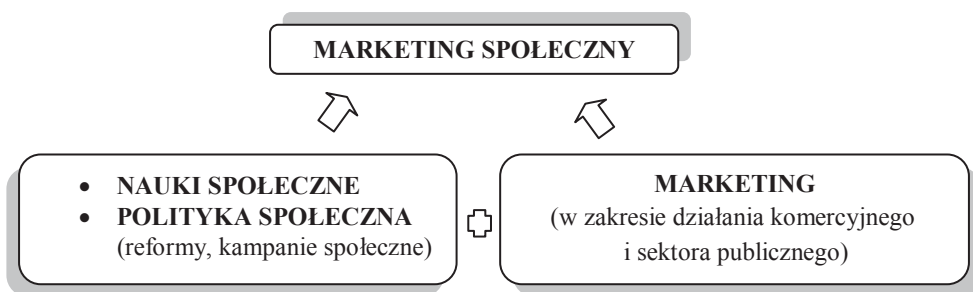 MARKETING SPOŁECZNY
• NAUKI SPOŁECZNE
• POLITYKA SPOŁECZNA
(reformy, kampanie społeczne)
MARKETING
(w zakresie działania komercyjnego
i sektora publicznego)